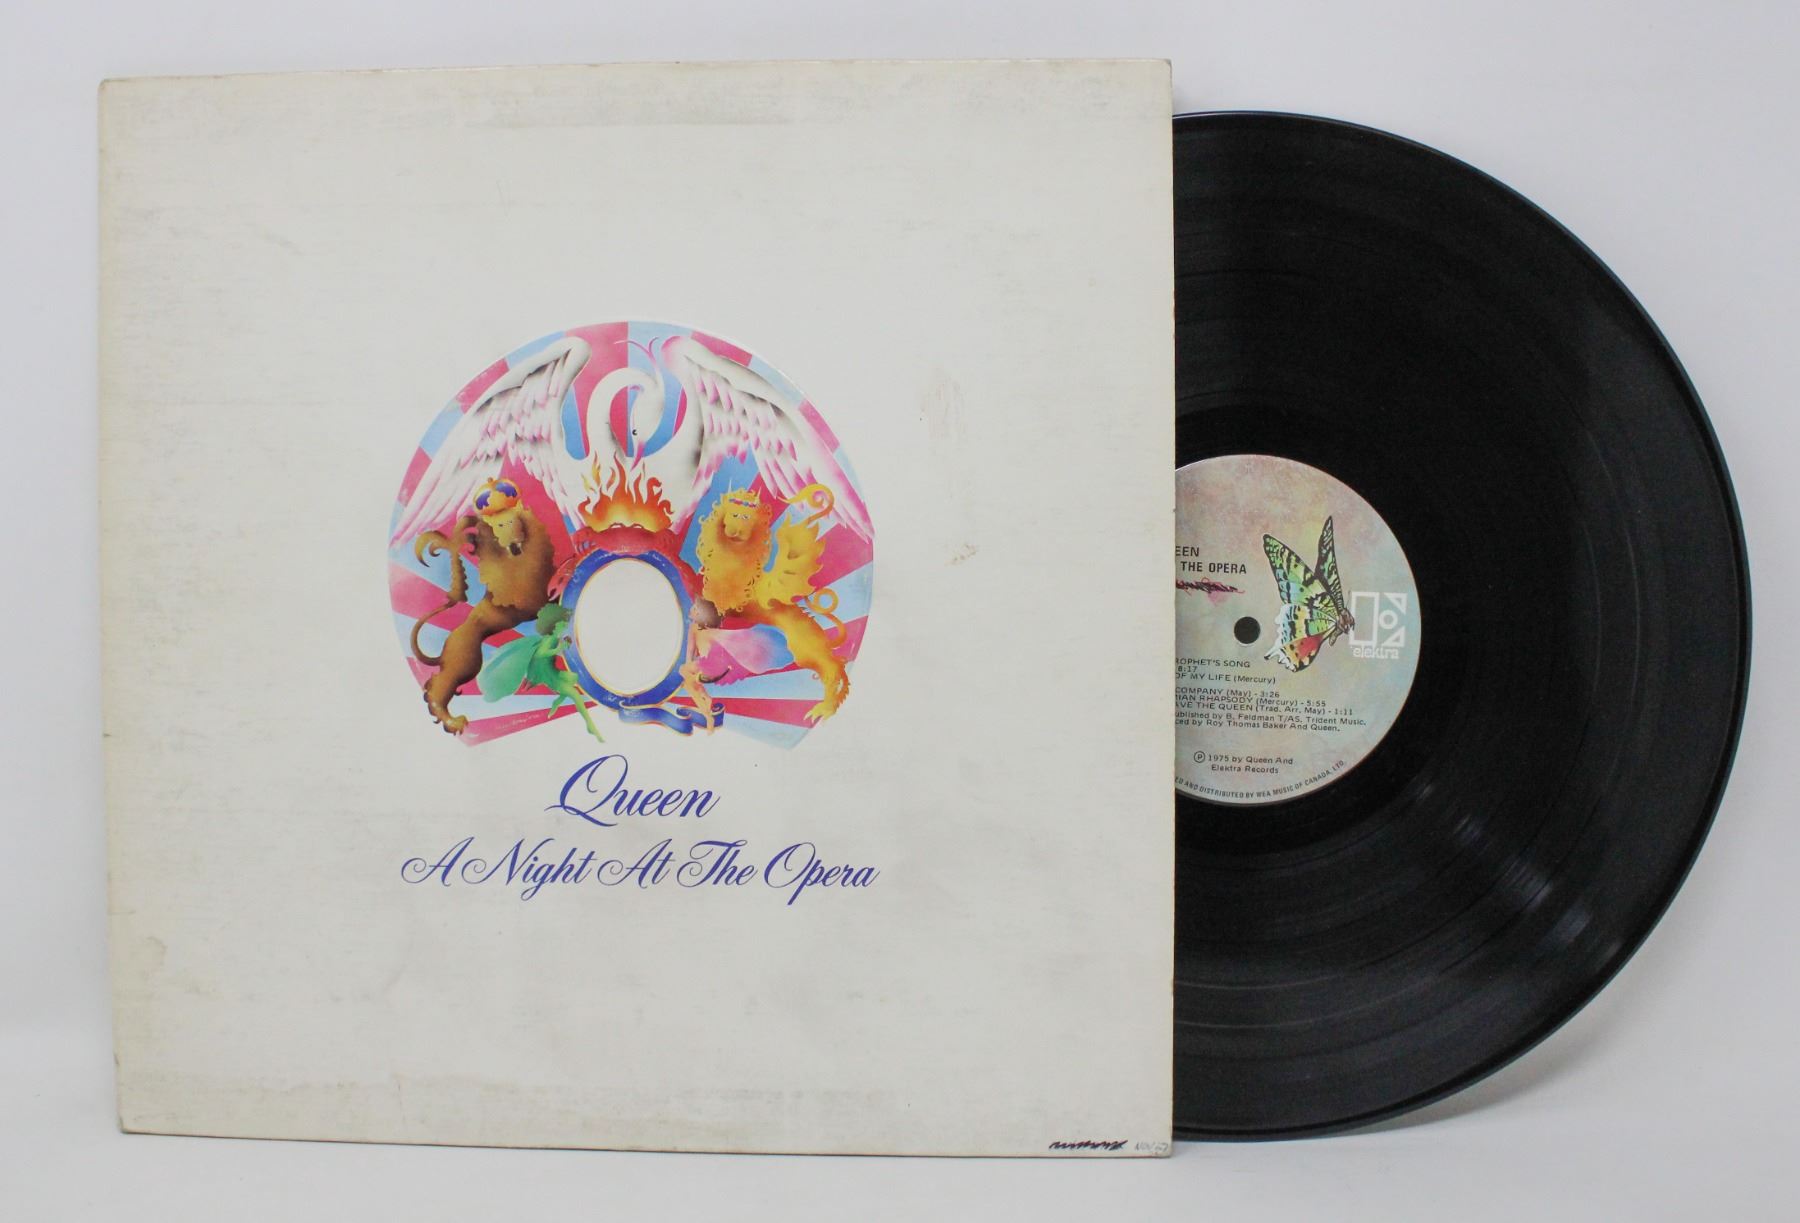 Queen
A Night At The Opera
EEN
THE OPERA
elektra
ROPHET'S SONG
8:17
OF MY LIFE (Mercury)
COMPANY (May) - 3:26
IAN RHAPSODY (Mercury) - 5:55
AVE THE QUEEN (Trad. Arr. May) - 1:11
ublished by B. Feldman T/AS. Trident Music.
ced by Roy Thomas Baker And Queen.
Ⓟ 1975 by Queen And
Elektra Records
ED AND DISTRIBUTED BY WEA MUSIC OF CANADA, LTD.